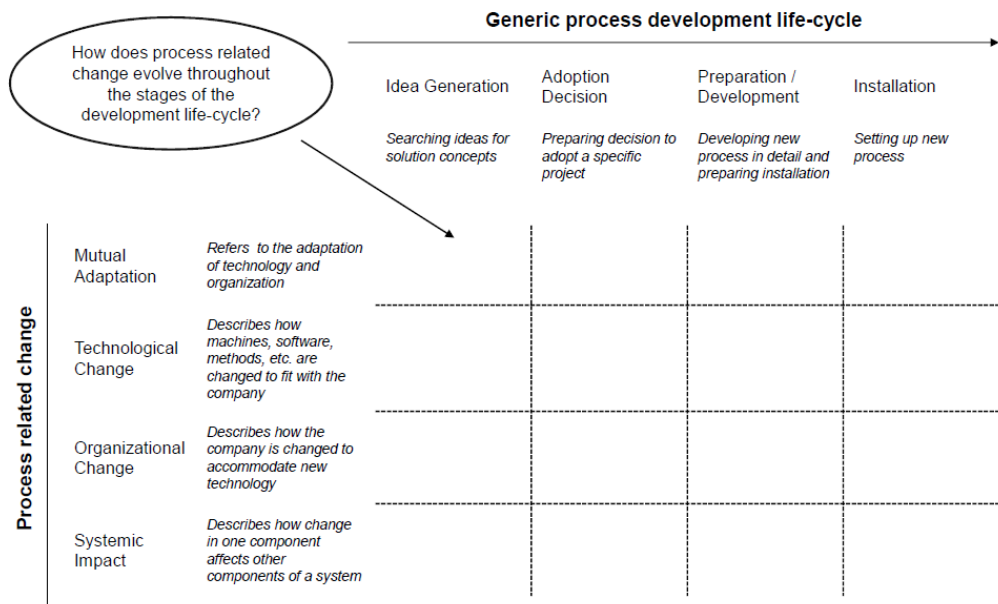 Generic process development life-cycle
How does process related
change evolve throughout
the stages of the
development life-cycle?
Idea Generation
Adoption
Decision
Preparation /
Development
Installation
Searching ideas for
solution concepts
Preparing decision to
adopt a specific
project
Developing new
process in detail and
preparing installation
Setting up new
process
Process related change
Mutual
Adaptation
Refers to the adaptation
of technology and
organization
Technological
Change
Describes how
machines, software,
methods, etc. are
changed to fit with the
company
Organizational
Change
Describes how the
company is changed to
accommodate new
technology
Systemic
Impact
Describes how change
in one component
affects other
components of a system